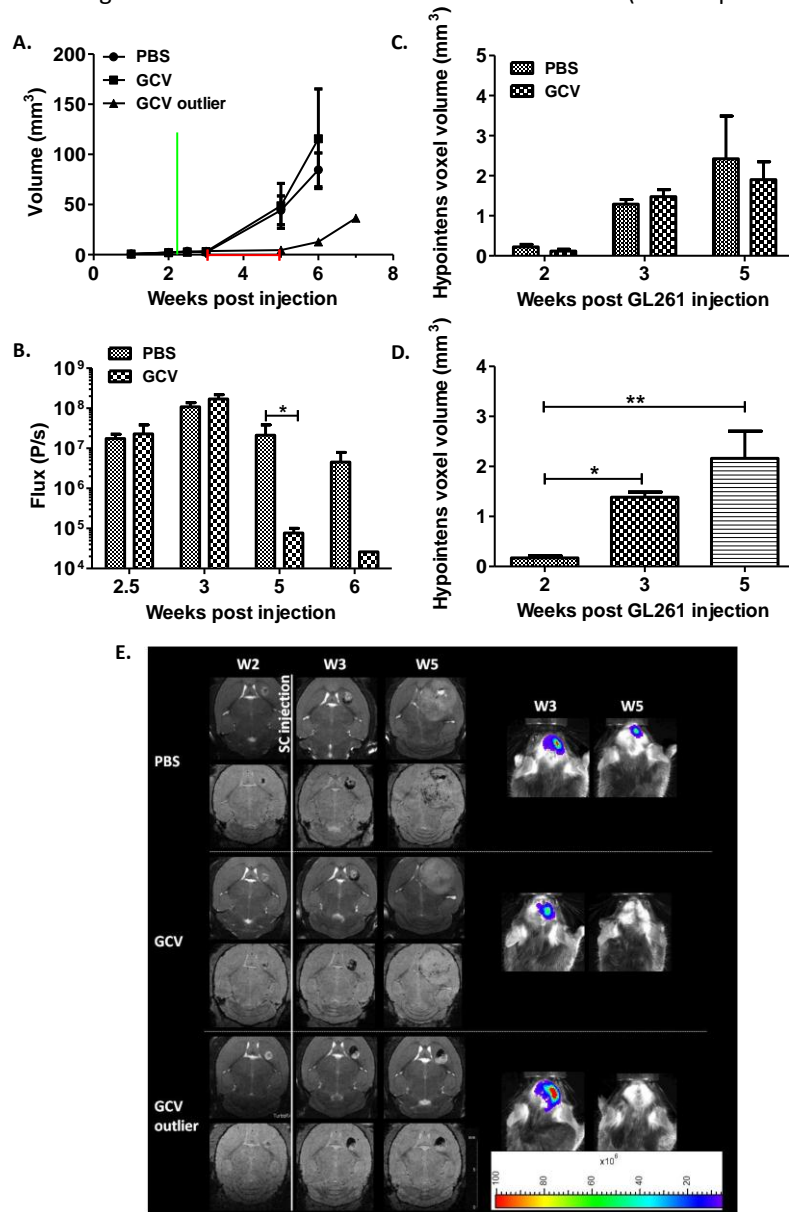 A.
PBS
GCV
GCV outlier
Volume (mm³)
200
150
100
50
0
0 2 4 6 8
Weeks post injection
B.
PBS
GCV
Flux (P/s)
10⁹
10⁸
10⁷
10⁶
10⁵
10⁴
2.5 3 5 6
*
Weeks post injection
C.
PBS
GCV
Hypointens voxel volume (mm³)
5
4
3
2
1
0
2 3 5
Weeks post GL261 injection
D.
Hypointens voxel volume (mm³)
4
3
2
1
0
**
*
2 3 5
Weeks post GL261 injection
E.
W2 W3 W5
SC injection
W3 W5
PBS
GCV
GCV
outlier
x10⁶
100 80 60 40 20